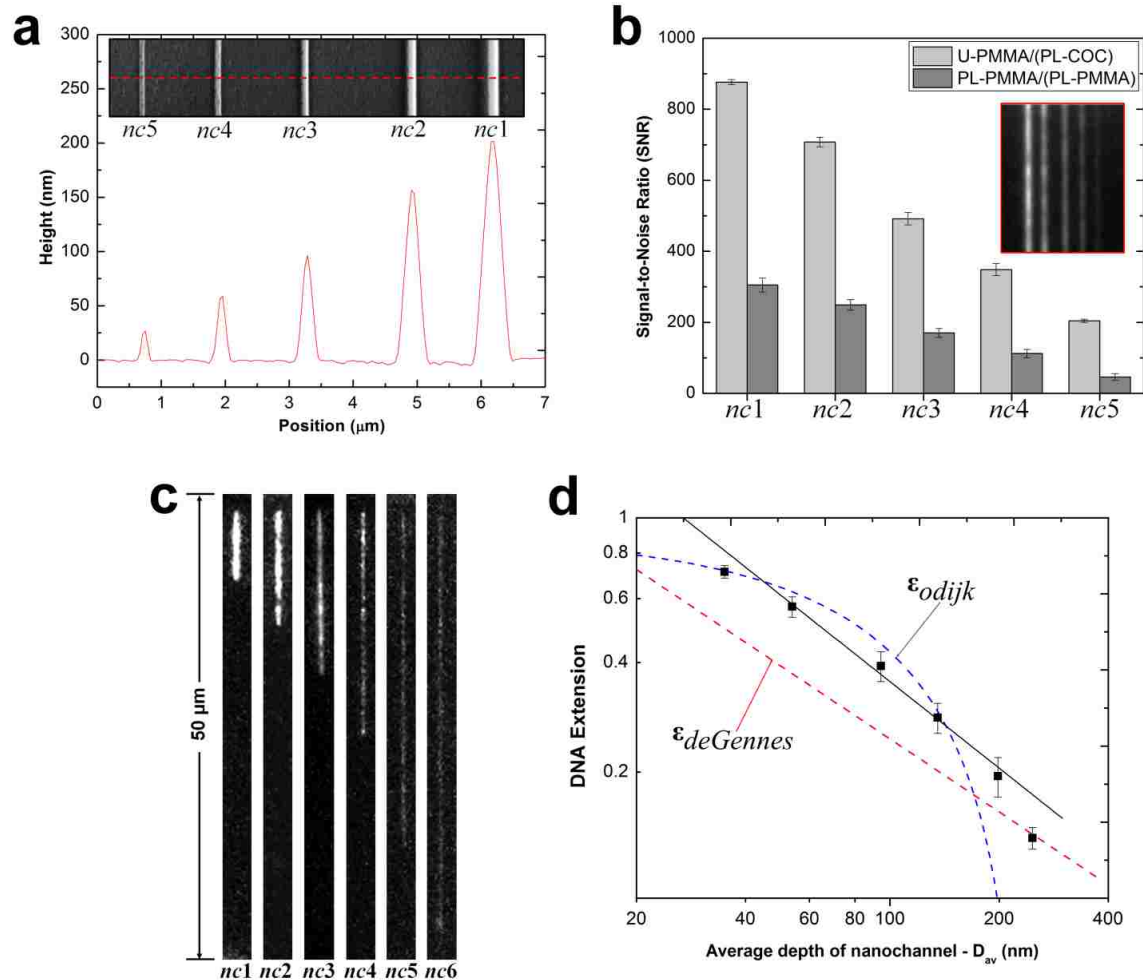 a
300
250
200
150
100
50
0
Height (nm)
nc5 nc4 nc3 nc2 nc1
0 1 2 3 4 5 6 7
Position (μm)
b
1000
800
600
400
200
0
Signal-to-Noise Ratio (SNR)
U-PMMA/(PL-COC)
PL-PMMA/(PL-PMMA)
nc1 nc2 nc3 nc4 nc5
c
50 μm
nc1 nc2 nc3 nc4 nc5 nc6
d
1
0.8
0.6
0.4
0.2
DNA Extension
εodijk
εdeGennes
20 40 60 80 100 200 400
Average depth of nanochannel - Dav (nm)